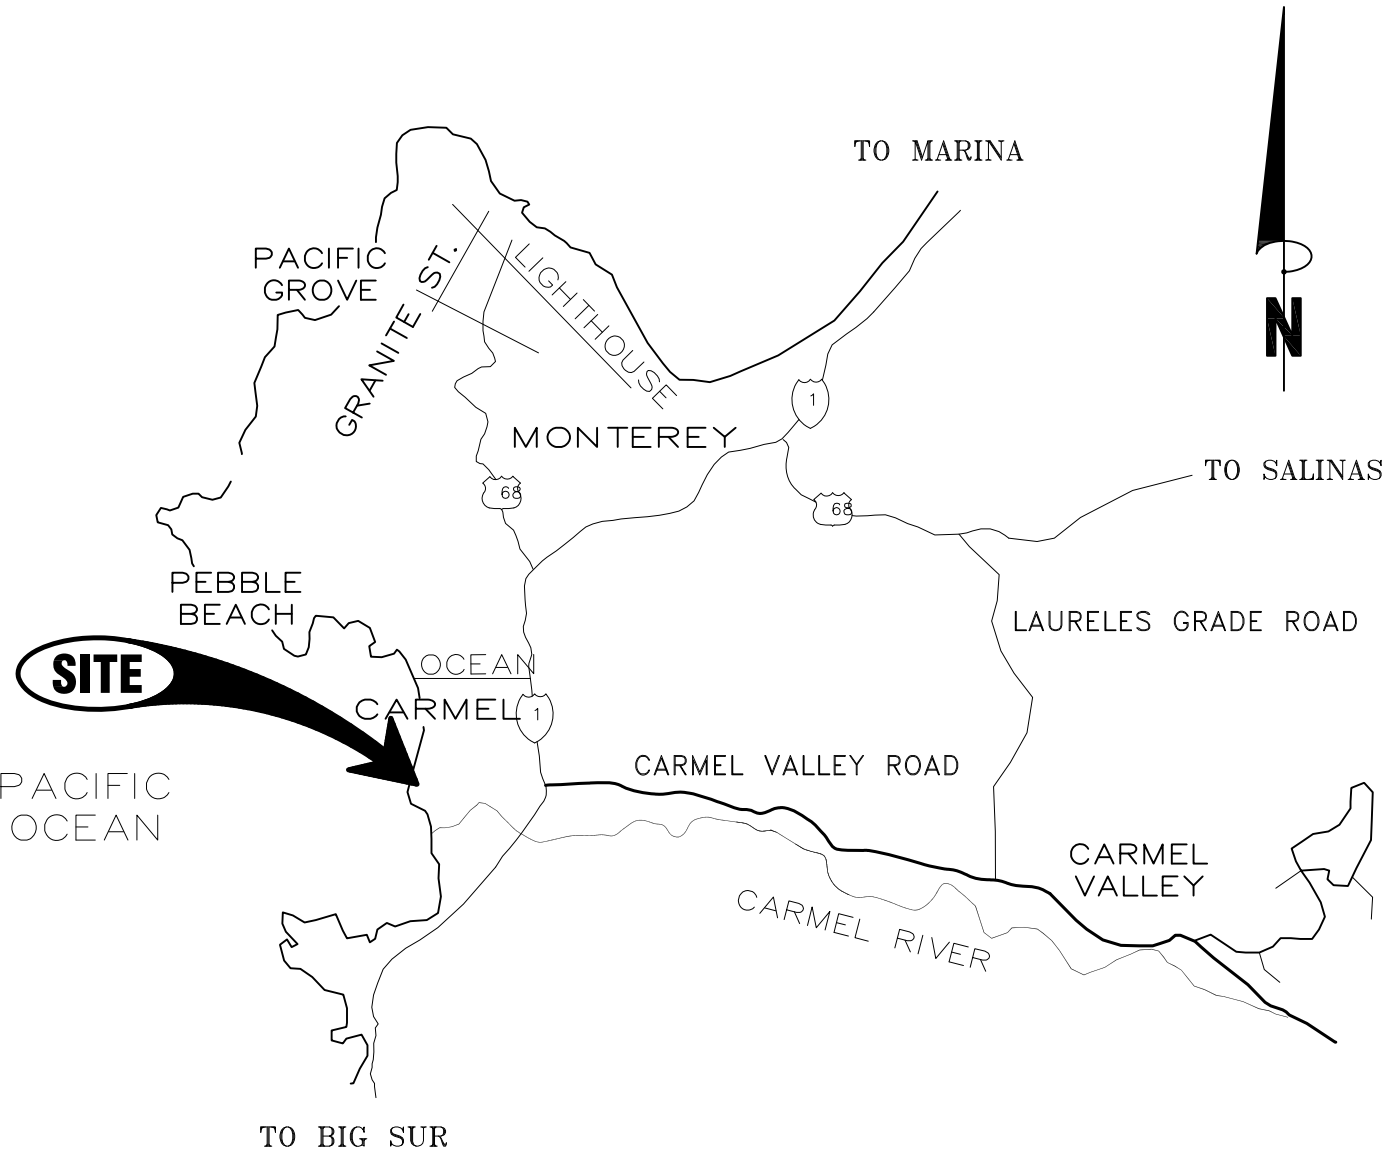 TO MARINA
PACIFIC
GROVE
GRANITE ST.
LIGHTHOUSE
N
1
MONTEREY
TO SALINAS
68
68
PEBBLE
BEACH
LAURELES GRADE ROAD
SITE
OCEAN
CARMEL
1
CARMEL VALLEY ROAD
PACIFIC
OCEAN
CARMEL
VALLEY
CARMEL RIVER
TO BIG SUR